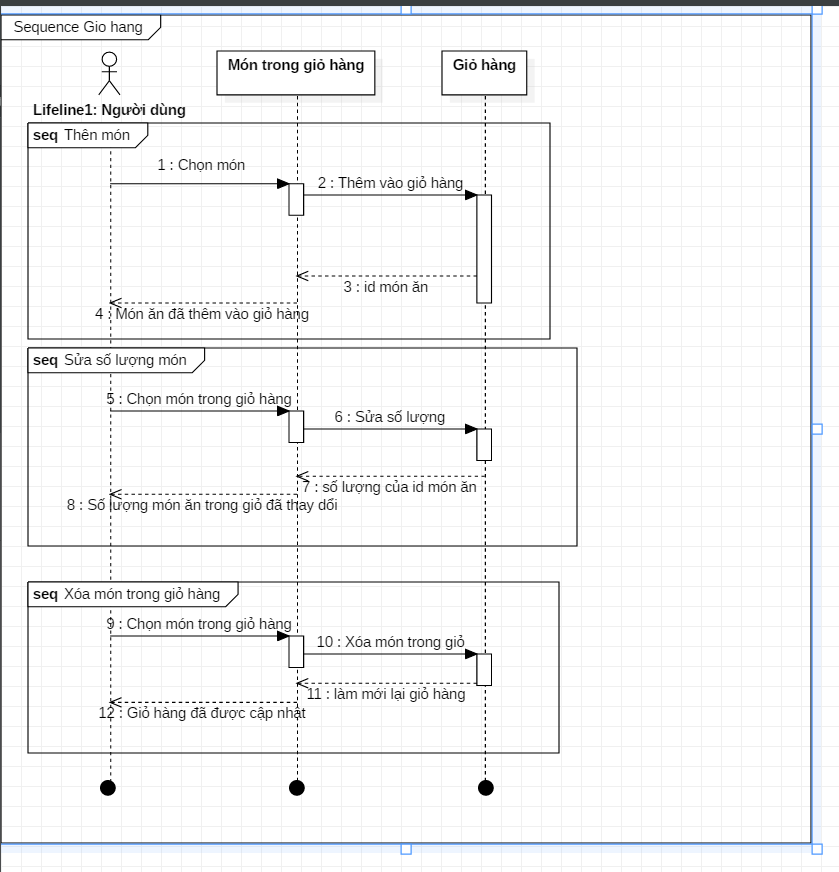 Sequence Gio hang
Món trong giỏ hàng
Giỏ hàng
Lifeline1: Người dùng
seq Thên món
1 : Chọn món
2 : Thêm vào giỏ hàng
3 : id món ăn
4 : Món ăn đã thêm vào giỏ hàng
seq Sửa số lượng món
5 : Chọn món trong giỏ hàng
6 : Sửa số lượng
7 : số lượng của id món ăn
8 : Số lượng món ăn trong giỏ đã thay dổi
seq Xóa món trong giỏ hàng
9 : Chọn món trong giỏ hàng
10 : Xóa món trong giỏ
11 : làm mới lại giỏ hàng
12 : Giỏ hàng đã được cập nhật